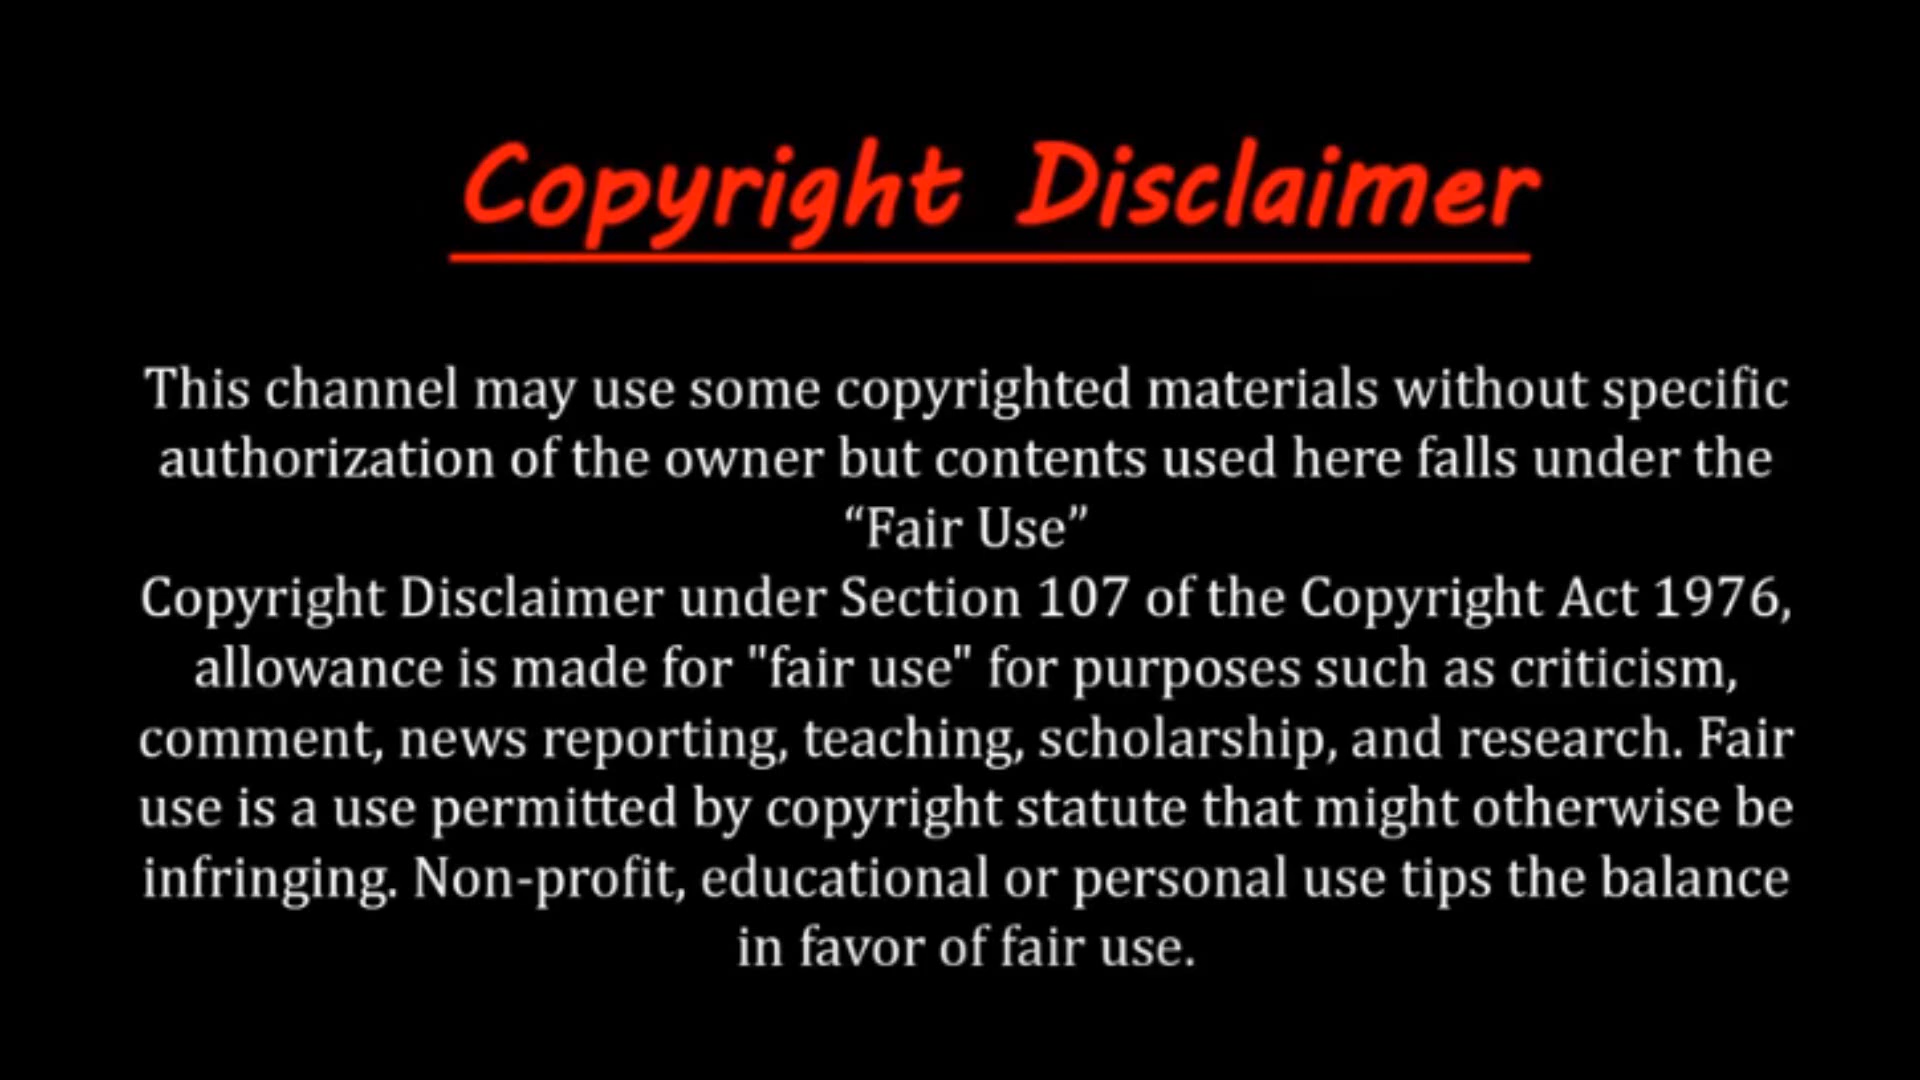 Copyright Disclaimer
This channel may use some copyrighted materials without specific
authorization of the owner but contents used here falls under the
“Fair Use”
Copyright Disclaimer under Section 107 of the Copyright Act 1976,
allowance is made for "fair use" for purposes such as criticism,
comment, news reporting, teaching, scholarship, and research. Fair
use is a use permitted by copyright statute that might otherwise be
infringing. Non-profit, educational or personal use tips the balance
in favor of fair use.